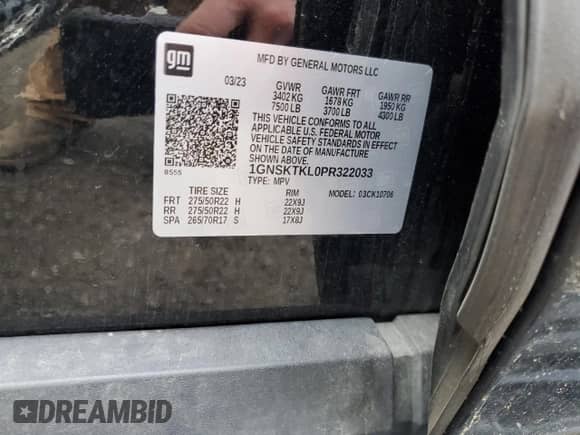 gm
MFD BY GENERAL MOTORS LLC
03/23 GVWR GAWR FRT GAWR RR
3402 KG 1678 KG 1950 KG
7500 LB 3700 LB 4300 LB
THIS VEHICLE CONFORMS TO ALL
APPLICABLE U.S. FEDERAL MOTOR
VEHICLE SAFETY STANDARDS IN EFFECT
ON THE DATE OF MANUFACTURE
SHOWN ABOVE.
1GNSKTKL0PR322033
8555 TYPE: MPV MODEL: 03CK10706
TIRE SIZE RIM
FRT 275/50R22 H 22X9J
RR 275/50R22 H 22X9J
SPA 265/70R17 S 17X8J
DREAMBID